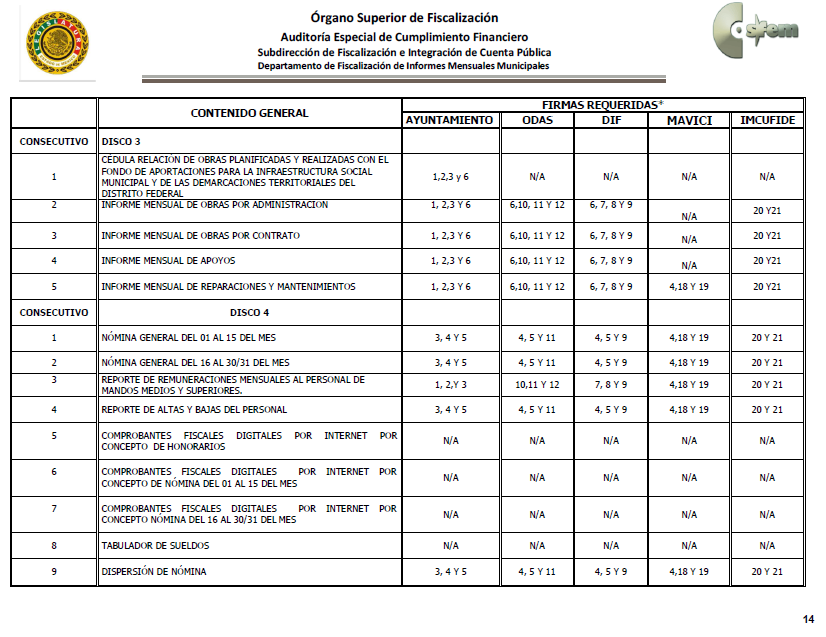 Órgano Superior de Fiscalización
Auditoría Especial de Cumplimiento Financiero
Subdirección de Fiscalización e Integración de Cuenta Pública
Departamento de Fiscalización de Informes Mensuales Municipales
LEGISLATURA
osfem
CONTENIDO GENERAL
FIRMAS REQUERIDAS*
AYUNTAMIENTO ODAS DIF MAVICI IMCUFIDE
CONSECUTIVO DISCO 3
1 CÉDULA RELACIÓN DE OBRAS PLANIFICADAS Y REALIZADAS CON EL
FONDO DE APORTACIONES PARA LA INFRAESTRUCTURA SOCIAL
MUNICIPAL Y DE LAS DEMARCACIONES TERRITORIALES DEL
DISTRITO FEDERAL
1,2,3 y 6 N/A N/A N/A N/A
2 INFORME MENSUAL DE OBRAS POR ADMINISTRACION 1, 2,3 Y 6 6,10, 11 Y 12 6, 7, 8 Y 9 N/A 20 Y21
3 INFORME MENSUAL DE OBRAS POR CONTRATO 1, 2,3 Y 6 6,10, 11 Y 12 6, 7, 8 Y 9 N/A 20 Y21
4 INFORME MENSUAL DE APOYOS 1, 2,3 Y 6 6,10, 11 Y 12 6, 7, 8 Y 9 N/A 20 Y21
5 INFORME MENSUAL DE REPARACIONES Y MANTENIMIENTOS 1, 2,3 Y 6 6,10, 11 Y 12 6, 7, 8 Y 9 4,18 Y 19 20 Y21
CONSECUTIVO DISCO 4
1 NÓMINA GENERAL DEL 01 AL 15 DEL MES 3, 4 Y 5 4, 5 Y 11 4, 5 Y 9 4,18 Y 19 20 Y 21
2 NÓMINA GENERAL DEL 16 AL 30/31 DEL MES 3, 4 Y 5 4, 5 Y 11 4, 5 Y 9 4,18 Y 19 20 Y 21
3 REPORTE DE REMUNERACIONES MENSUALES AL PERSONAL DE
MANDOS MEDIOS Y SUPERIORES.
1, 2,Y 3 10,11 Y 12 7, 8 Y 9 4,18 Y 19 20 Y 21
4 REPORTE DE ALTAS Y BAJAS DEL PERSONAL 3, 4 Y 5 4, 5 Y 11 4, 5 Y 9 4,18 Y 19 20 Y 21
5 COMPROBANTES FISCALES DIGITALES POR INTERNET POR
CONCEPTO DE HONORARIOS
N/A N/A N/A N/A N/A
6 COMPROBANTES FISCALES DIGITALES POR INTERNET POR
CONCEPTO DE NÓMINA DEL 01 AL 15 DEL MES
N/A N/A N/A N/A N/A
7 COMPROBANTES FISCALES DIGITALES POR INTERNET POR
CONCEPTO NÓMINA DEL 16 AL 30/31 DEL MES
N/A N/A N/A N/A N/A
8 TABULADOR DE SUELDOS N/A N/A N/A N/A N/A
9 DISPERSIÓN DE NÓMINA 3, 4 Y 5 4, 5 Y 11 4, 5 Y 9 4,18 Y 19 20 Y 21
14